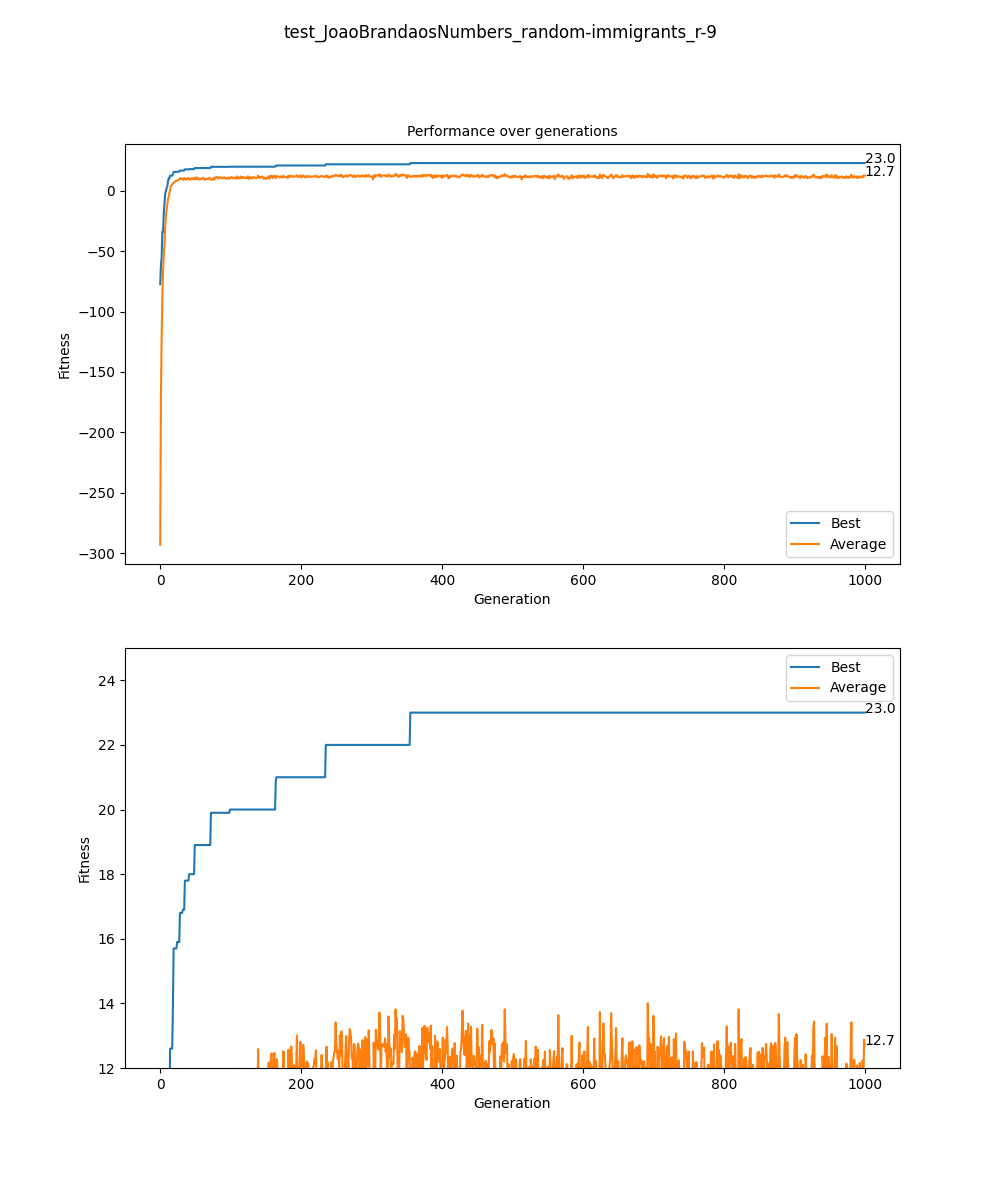 test_JoaoBrandaosNumbers_random-immigrants_r-9
Performance over generations
23.0
12.7
0
−50
−100
−150
−200
−250
−300
Fitness
Best
Average
0 200 400 600 800 1000
Generation
Best
Average
23.0
12.7
24
22
20
18
16
14
12
Fitness
0 200 400 600 800 1000
Generation